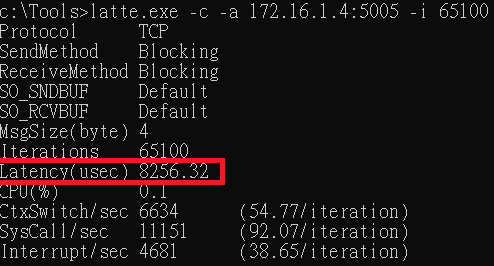 c:\Tools>latte.exe -c -a 172.16.1.4:5005 -i 65100
Protocol TCP
SendMethod Blocking
ReceiveMethod Blocking
SO_SNDBUF Default
SO_RCVBUF Default
MsgSize(byte) 4
Iterations 65100
Latency(usec) 8256.32
CPU(%) 0.1
CtxSwitch/sec 6634 (54.77/iteration)
SysCall/sec 11151 (92.07/iteration)
Interrupt/sec 4681 (38.65/iteration)